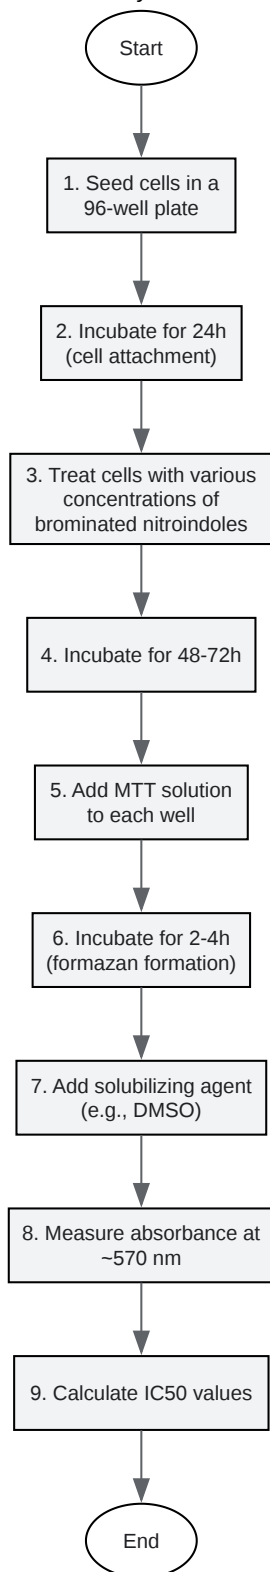 Start
1. Seed cells in a
96-well plate
2. Incubate for 24h
(cell attachment)
3. Treat cells with various
concentrations of
brominated nitroindoles
4. Incubate for 48-72h
5. Add MTT solution
to each well
6. Incubate for 2-4h
(formazan formation)
7. Add solubilizing agent
(e.g., DMSO)
8. Measure absorbance at
~570 nm
9. Calculate IC50 values
End